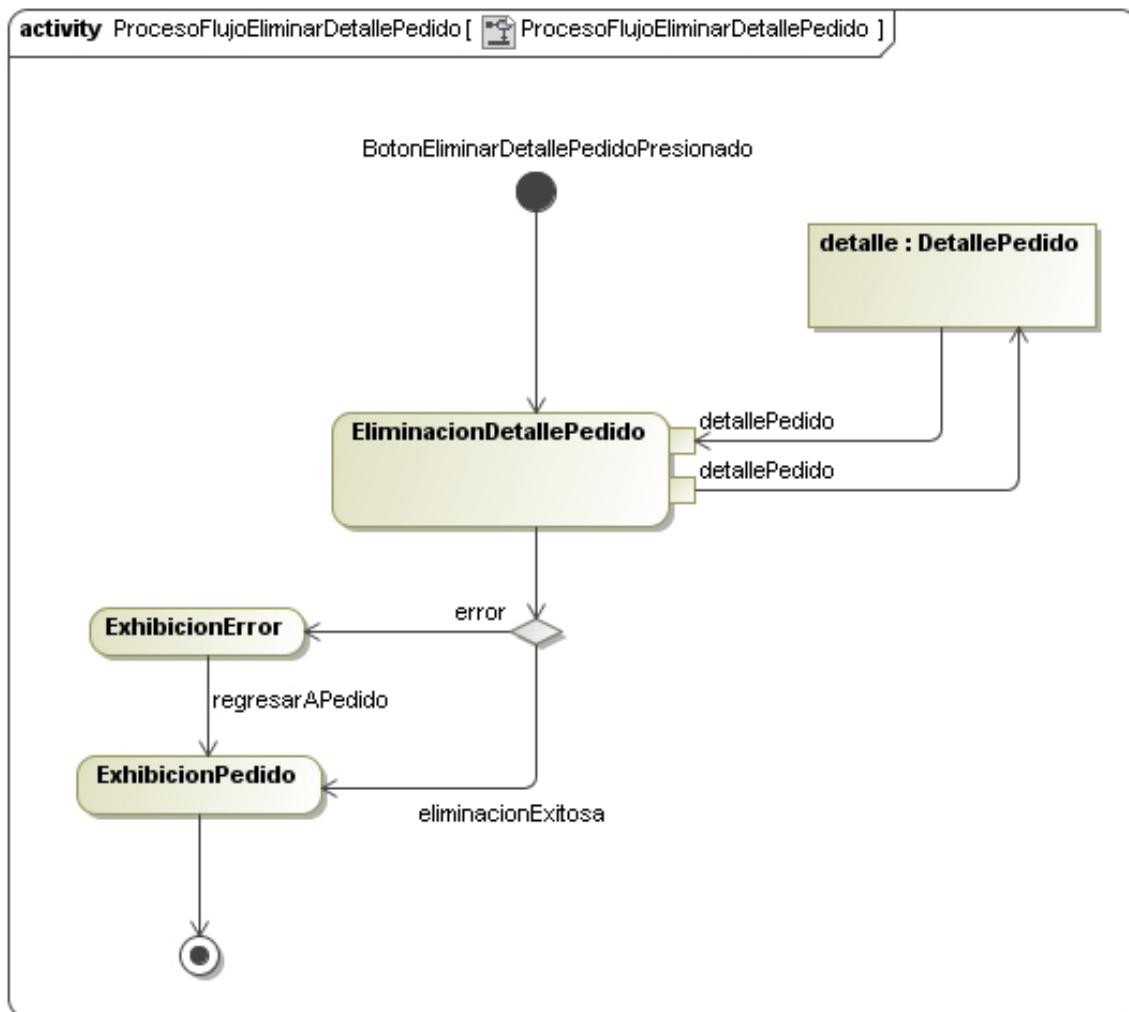 activity ProcesoFlujoEliminarDetallePedido [ ProcesoFlujoEliminarDetallePedido ]
BotonEliminarDetallePedidoPresionado
detalle : DetallePedido
EliminacionDetallePedido
detallePedido
detallePedido
error
ExhibicionError
regresarAPedido
ExhibicionPedido
eliminacionExitosa